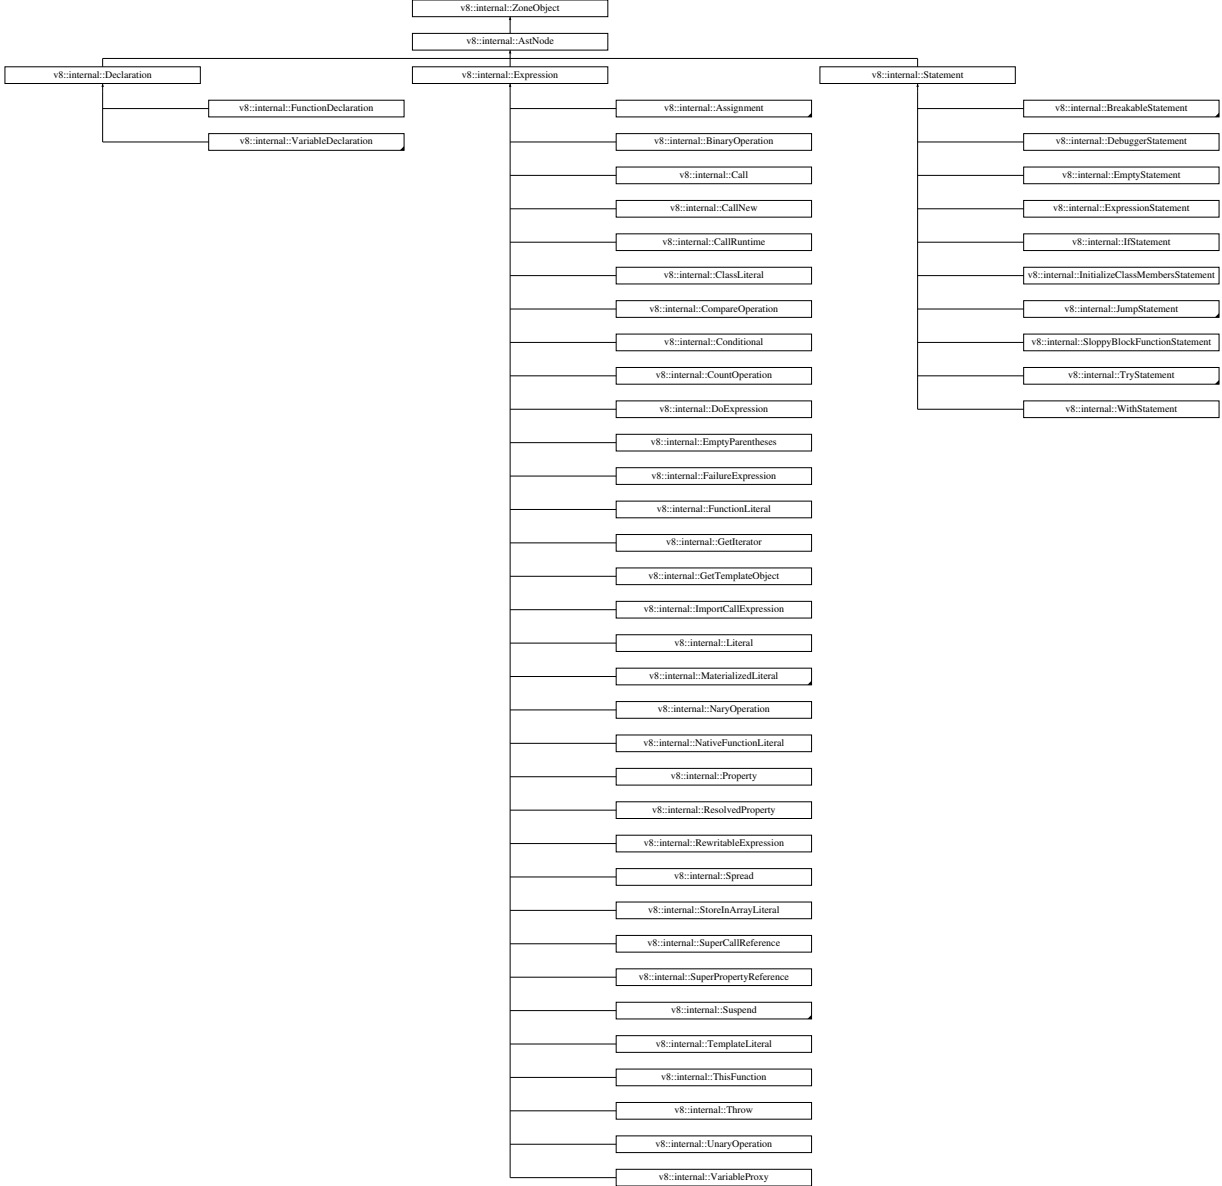 v8::internal::ZoneObject
v8::internal::AstNode
v8::internal::Declaration
v8::internal::Expression
v8::internal::Statement
v8::internal::FunctionDeclaration
v8::internal::VariableDeclaration
v8::internal::Assignment
v8::internal::BinaryOperation
v8::internal::Call
v8::internal::CallNew
v8::internal::CallRuntime
v8::internal::ClassLiteral
v8::internal::CompareOperation
v8::internal::Conditional
v8::internal::CountOperation
v8::internal::DoExpression
v8::internal::EmptyParentheses
v8::internal::FailureExpression
v8::internal::FunctionLiteral
v8::internal::GetIterator
v8::internal::GetTemplateObject
v8::internal::ImportCallExpression
v8::internal::Literal
v8::internal::MaterializedLiteral
v8::internal::NaryOperation
v8::internal::NativeFunctionLiteral
v8::internal::Property
v8::internal::ResolvedProperty
v8::internal::RewritableExpression
v8::internal::Spread
v8::internal::StoreInArrayLiteral
v8::internal::SuperCallReference
v8::internal::SuperPropertyReference
v8::internal::Suspend
v8::internal::TemplateLiteral
v8::internal::ThisFunction
v8::internal::Throw
v8::internal::UnaryOperation
v8::internal::VariableProxy
v8::internal::BreakableStatement
v8::internal::DebuggerStatement
v8::internal::EmptyStatement
v8::internal::ExpressionStatement
v8::internal::IfStatement
v8::internal::InitializeClassMembersStatement
v8::internal::JumpStatement
v8::internal::SloppyBlockFunctionStatement
v8::internal::TryStatement
v8::internal::WithStatement